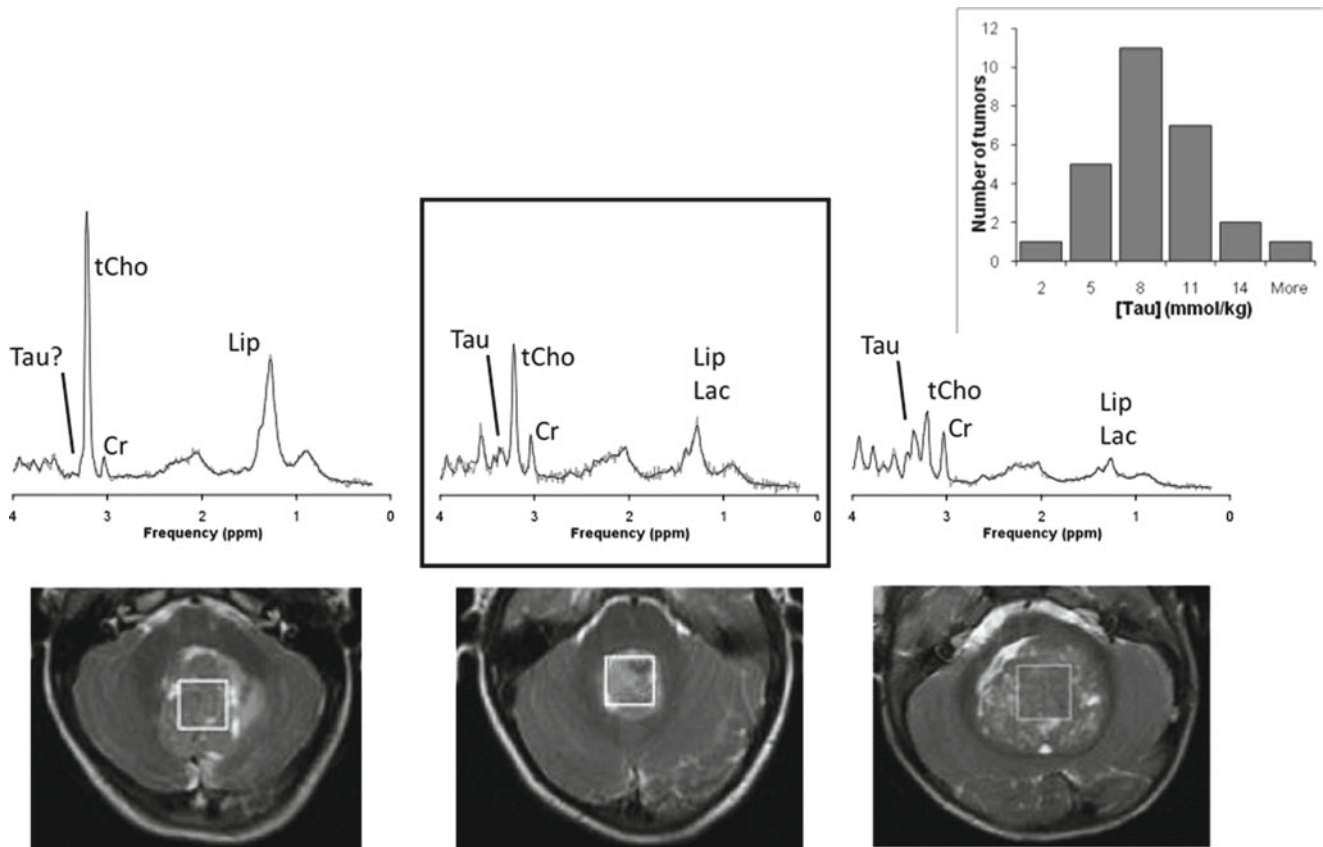 12
10
8
6
4
2
0
Number of tumors
2 5 8 11 14 More
[Tau] (mmol/kg)
tCho
Tau?
Cr
Lip
4 3 2 1 0
Frequency (ppm)
Tau
tCho
Cr
Lip
Lac
4 3 2 1 0
Frequency (ppm)
Tau
tCho
Cr
Lip
Lac
4 3 2 1 0
Frequency (ppm)